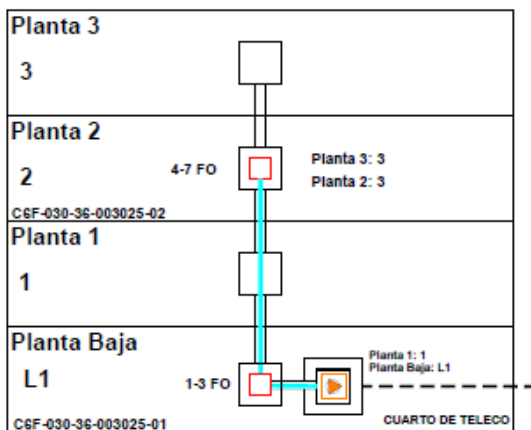 Planta 3
3
Planta 2
4-7 FO
Planta 3: 3
Planta 2: 3
2
C6F-030-36-003025-02
Planta 1
1
Planta Baja
L1
1-3 FO
Planta 1: 1
Planta Baja: L1
C6F-030-36-003025-01
CUARTO DE TELECO